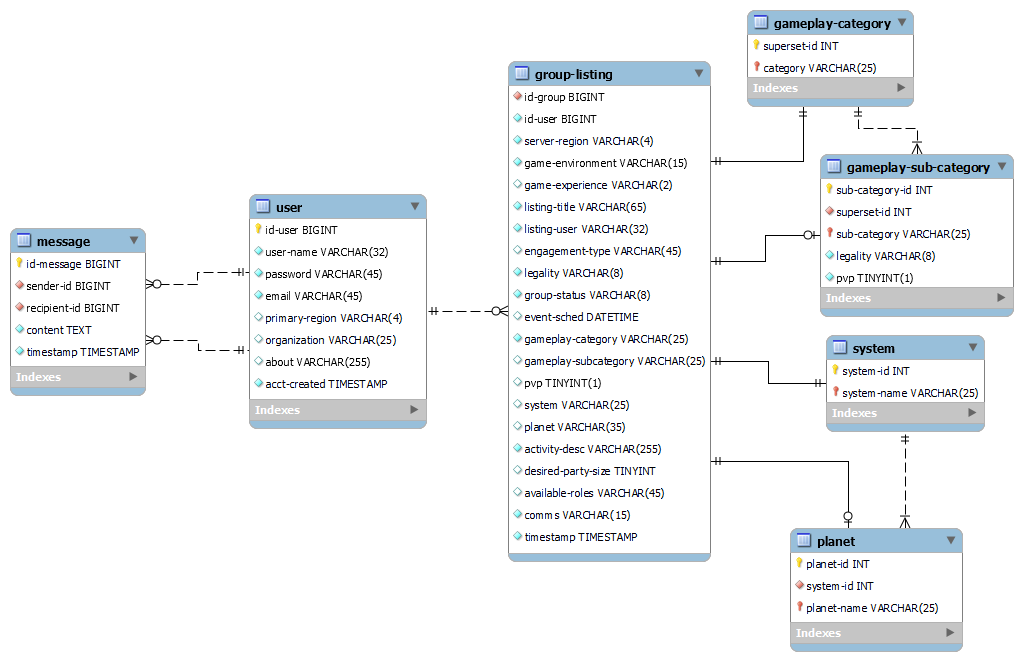 message
id-message BIGINT
sender-id BIGINT
recipient-id BIGINT
content TEXT
timestamp TIMESTAMP
Indexes
user
id-user BIGINT
user-name VARCHAR(32)
password VARCHAR(45)
email VARCHAR(45)
primary-region VARCHAR(4)
organization VARCHAR(25)
about VARCHAR(255)
acct-created TIMESTAMP
Indexes
group-listing
id-group BIGINT
id-user BIGINT
server-region VARCHAR(4)
game-environment VARCHAR(15)
game-experience VARCHAR(2)
listing-title VARCHAR(65)
listing-user VARCHAR(32)
engagement-type VARCHAR(45)
legality VARCHAR(8)
group-status VARCHAR(8)
event-sched DATETIME
gameplay-category VARCHAR(25)
gameplay-subcategory VARCHAR(25)
pvp TINYINT(1)
system VARCHAR(25)
planet VARCHAR(35)
activity-desc VARCHAR(255)
desired-party-size TINYINT
available-roles VARCHAR(45)
comms VARCHAR(15)
timestamp TIMESTAMP
gameplay-category
superset-id INT
category VARCHAR(25)
Indexes
gameplay-sub-category
sub-category-id INT
superset-id INT
sub-category VARCHAR(25)
legality VARCHAR(8)
pvp TINYINT(1)
Indexes
system
system-id INT
system-name VARCHAR(25)
Indexes
planet
planet-id INT
system-id INT
planet-name VARCHAR(25)
Indexes